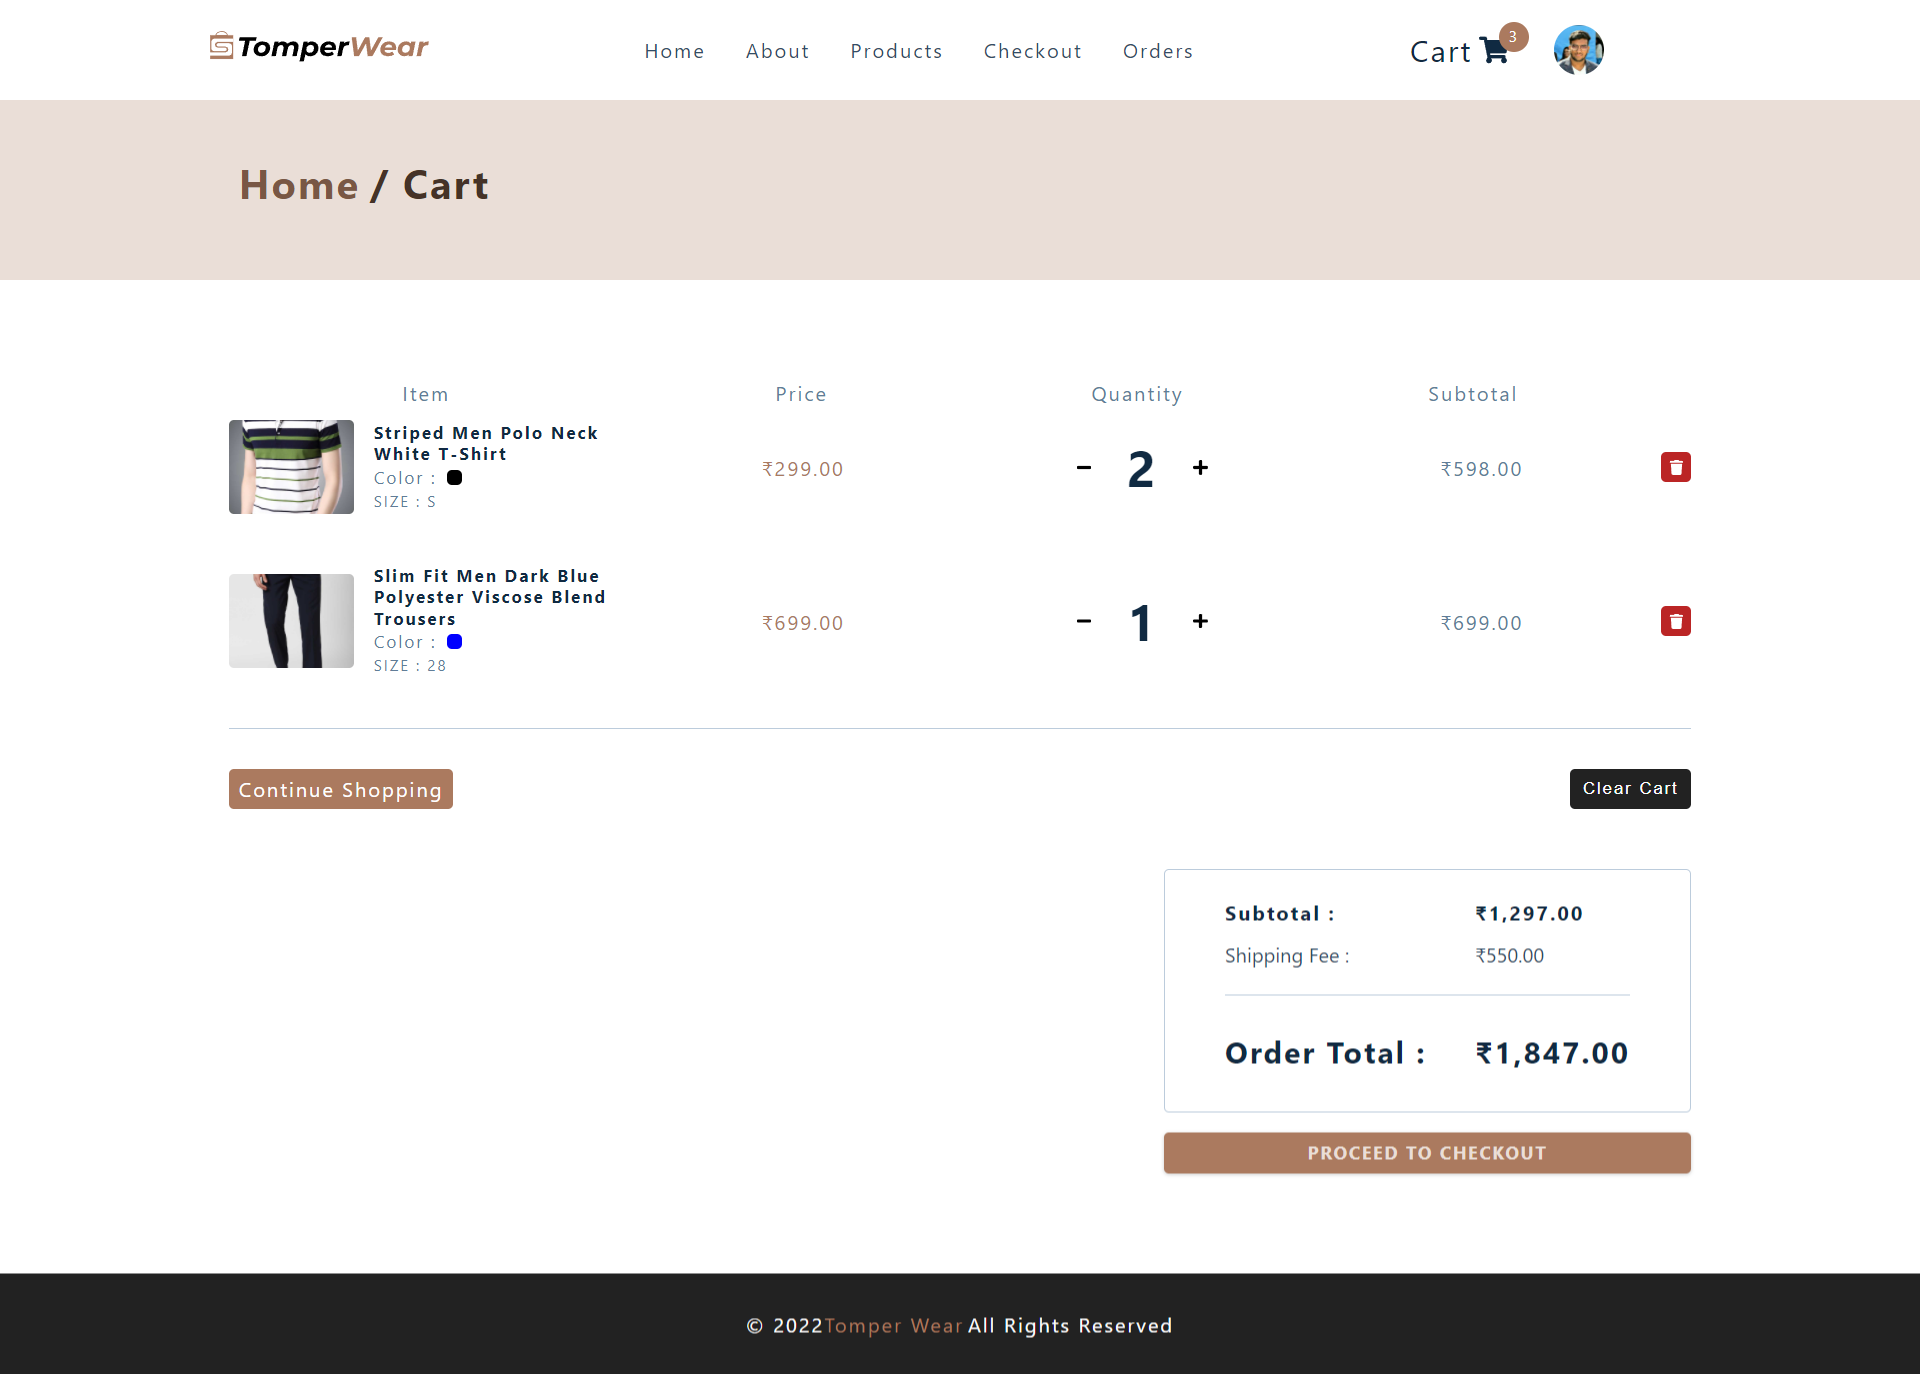 TomperWear
Home About Products Checkout Orders
Cart 3
Home / Cart
Item Price Quantity Subtotal
Striped Men Polo Neck
White T-Shirt
Color :
SIZE : S
₹299.00 2 ₹598.00
Slim Fit Men Dark Blue
Polyester Viscose Blend
Trousers
Color :
SIZE : 28
₹699.00 1 ₹699.00
Continue Shopping Clear Cart
Subtotal : ₹1,297.00
Shipping Fee : ₹550.00
Order Total : ₹1,847.00
PROCEED TO CHECKOUT
© 2022Tomper Wear All Rights Reserved